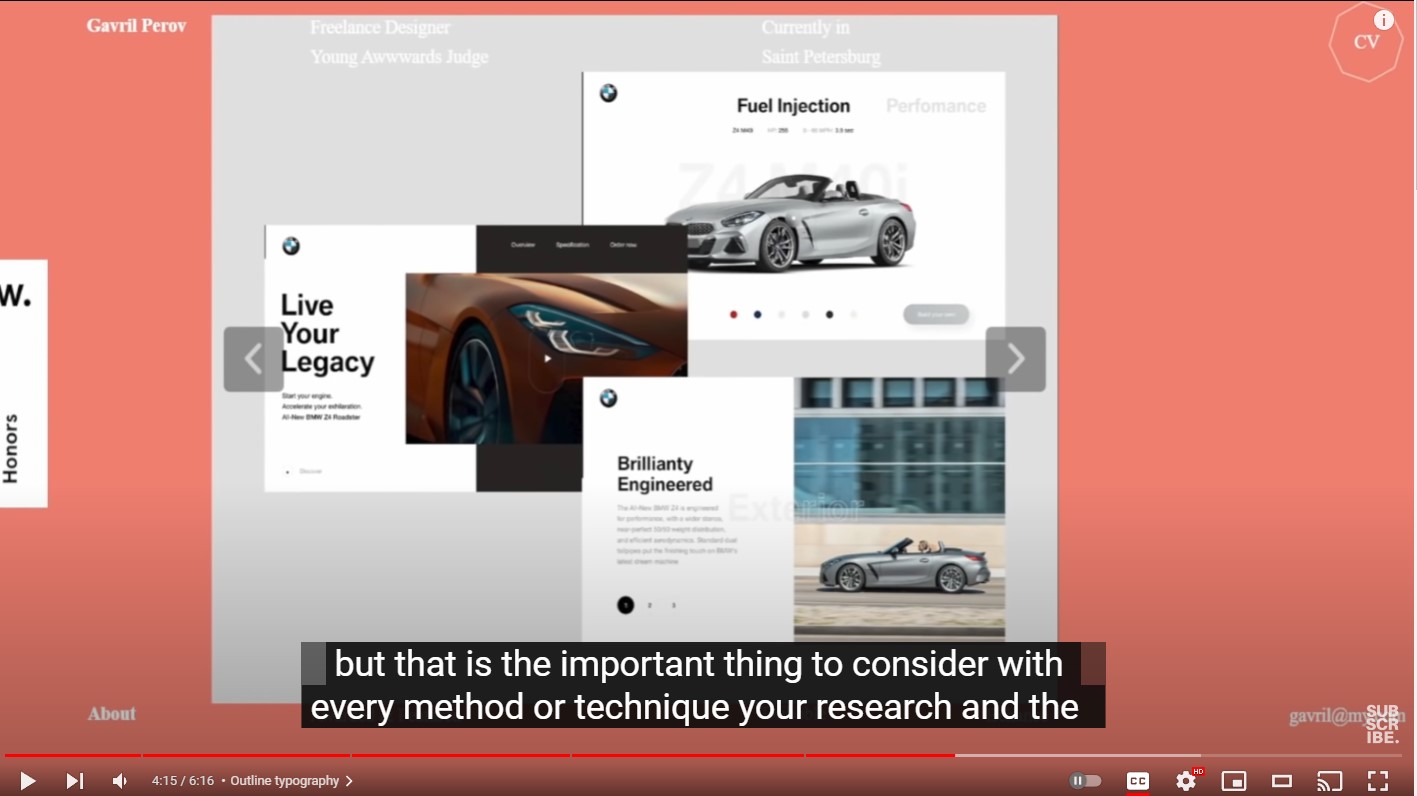 Gavril Perov
Freelance Designer
Young Awwwards Judge
Currently in
Saint Petersburg
CV
Fuel Injection
Perfomance
Z4 M40i
HP: 255
0 - 60 MPH: 3.9 sec
Z4 M40i
Start your own
Overview
Specification
Order now
Live
Your
Legacy
Start your engine.
Accelerate your exhilaration.
All-New BMW Z4 Roadster
Discover
W.
Honors
Brillianty
Engineered
Exterior
The All-New BMW Z4 is engineered
for performance, with a wider stance,
near-perfect 50/50 weight distribution,
and efficient aerodynamics. Standard dual
tailpipes put the finishing touch on BMW's
latest dream machine
1 2 3
but that is the important thing to consider with
every method or technique your research and the
About
gavril@my
SUB
SCR
IBE.
4:15 / 6:16 • Outline typography
CC
HD